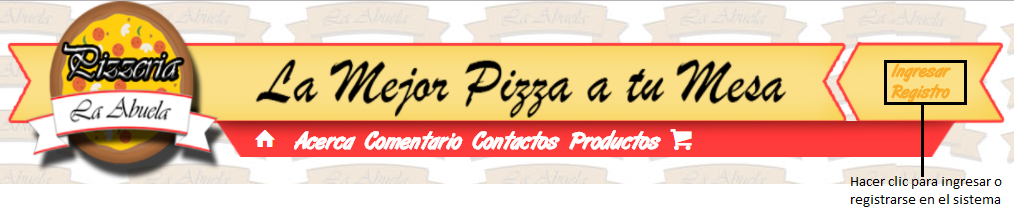 Pizzeria
La Abuela
La Mejor Pizza a tu Mesa
Ingresar
Registro
Acerca Comentario Contactos Productos
Hacer clic para ingresar o
registrarse en el sistema